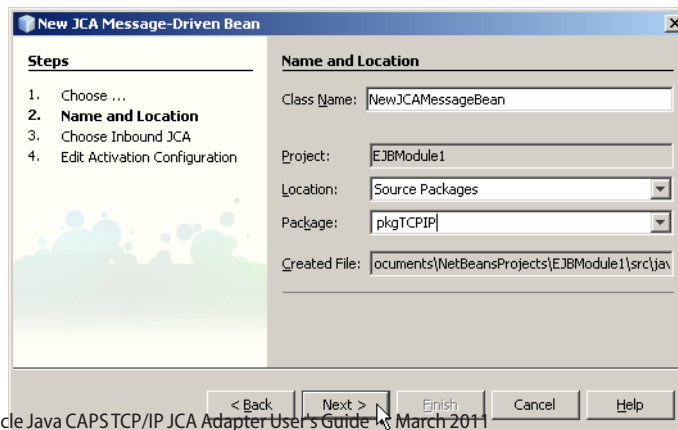 New JCA Message-Driven Bean
Steps
1. Choose ...
2. Name and Location
3. Choose Inbound JCA
4. Edit Activation Configuration
Name and Location
Class Name: NewJCAMessageBean
Project: EJBModule1
Location: Source Packages
Package: pkgTCPIP
Created File: ocuments\NetBeansProjects\EJBModule1\src\jav
< Back Next > Finish Cancel Help
cle Java CAPS TCP/IP JCA Adapter User's Guide March 2011